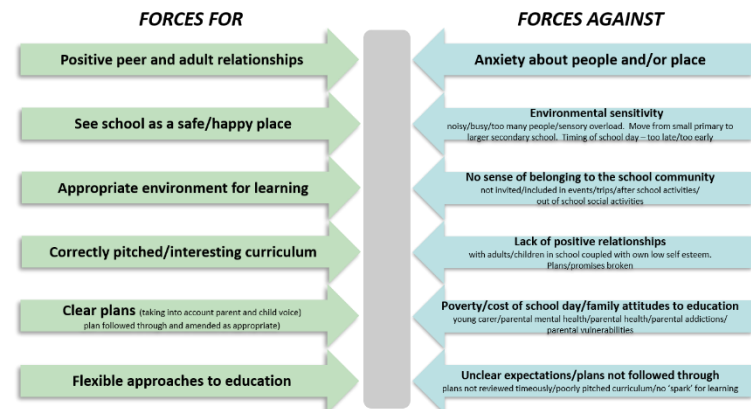 FORCES FOR
FORCES AGAINST
Positive peer and adult relationships
Anxiety about people and/or place
See school as a safe/happy place
Environmental sensitivity
noisy/busy/too many people/sensory overload. Move from small primary to
larger secondary school. Timing of school day – too late/too early
Appropriate environment for learning
No sense of belonging to the school community
not invited/included in events/trips/after school activities/
out of school social activities
Correctly pitched/interesting curriculum
Lack of positive relationships
with adults/children in school coupled with own low self esteem.
Plans/promises broken
Clear plans (taking into account parent and child voice)
plan followed through and amended as appropriate)
Poverty/cost of school day/family attitudes to education
young carer/parental mental health/parental health/parental addictions/
parental vulnerabilities
Flexible approaches to education
Unclear expectations/plans not followed through
plans not reviewed timeously/poorly pitched curriculum/no 'spark' for learning